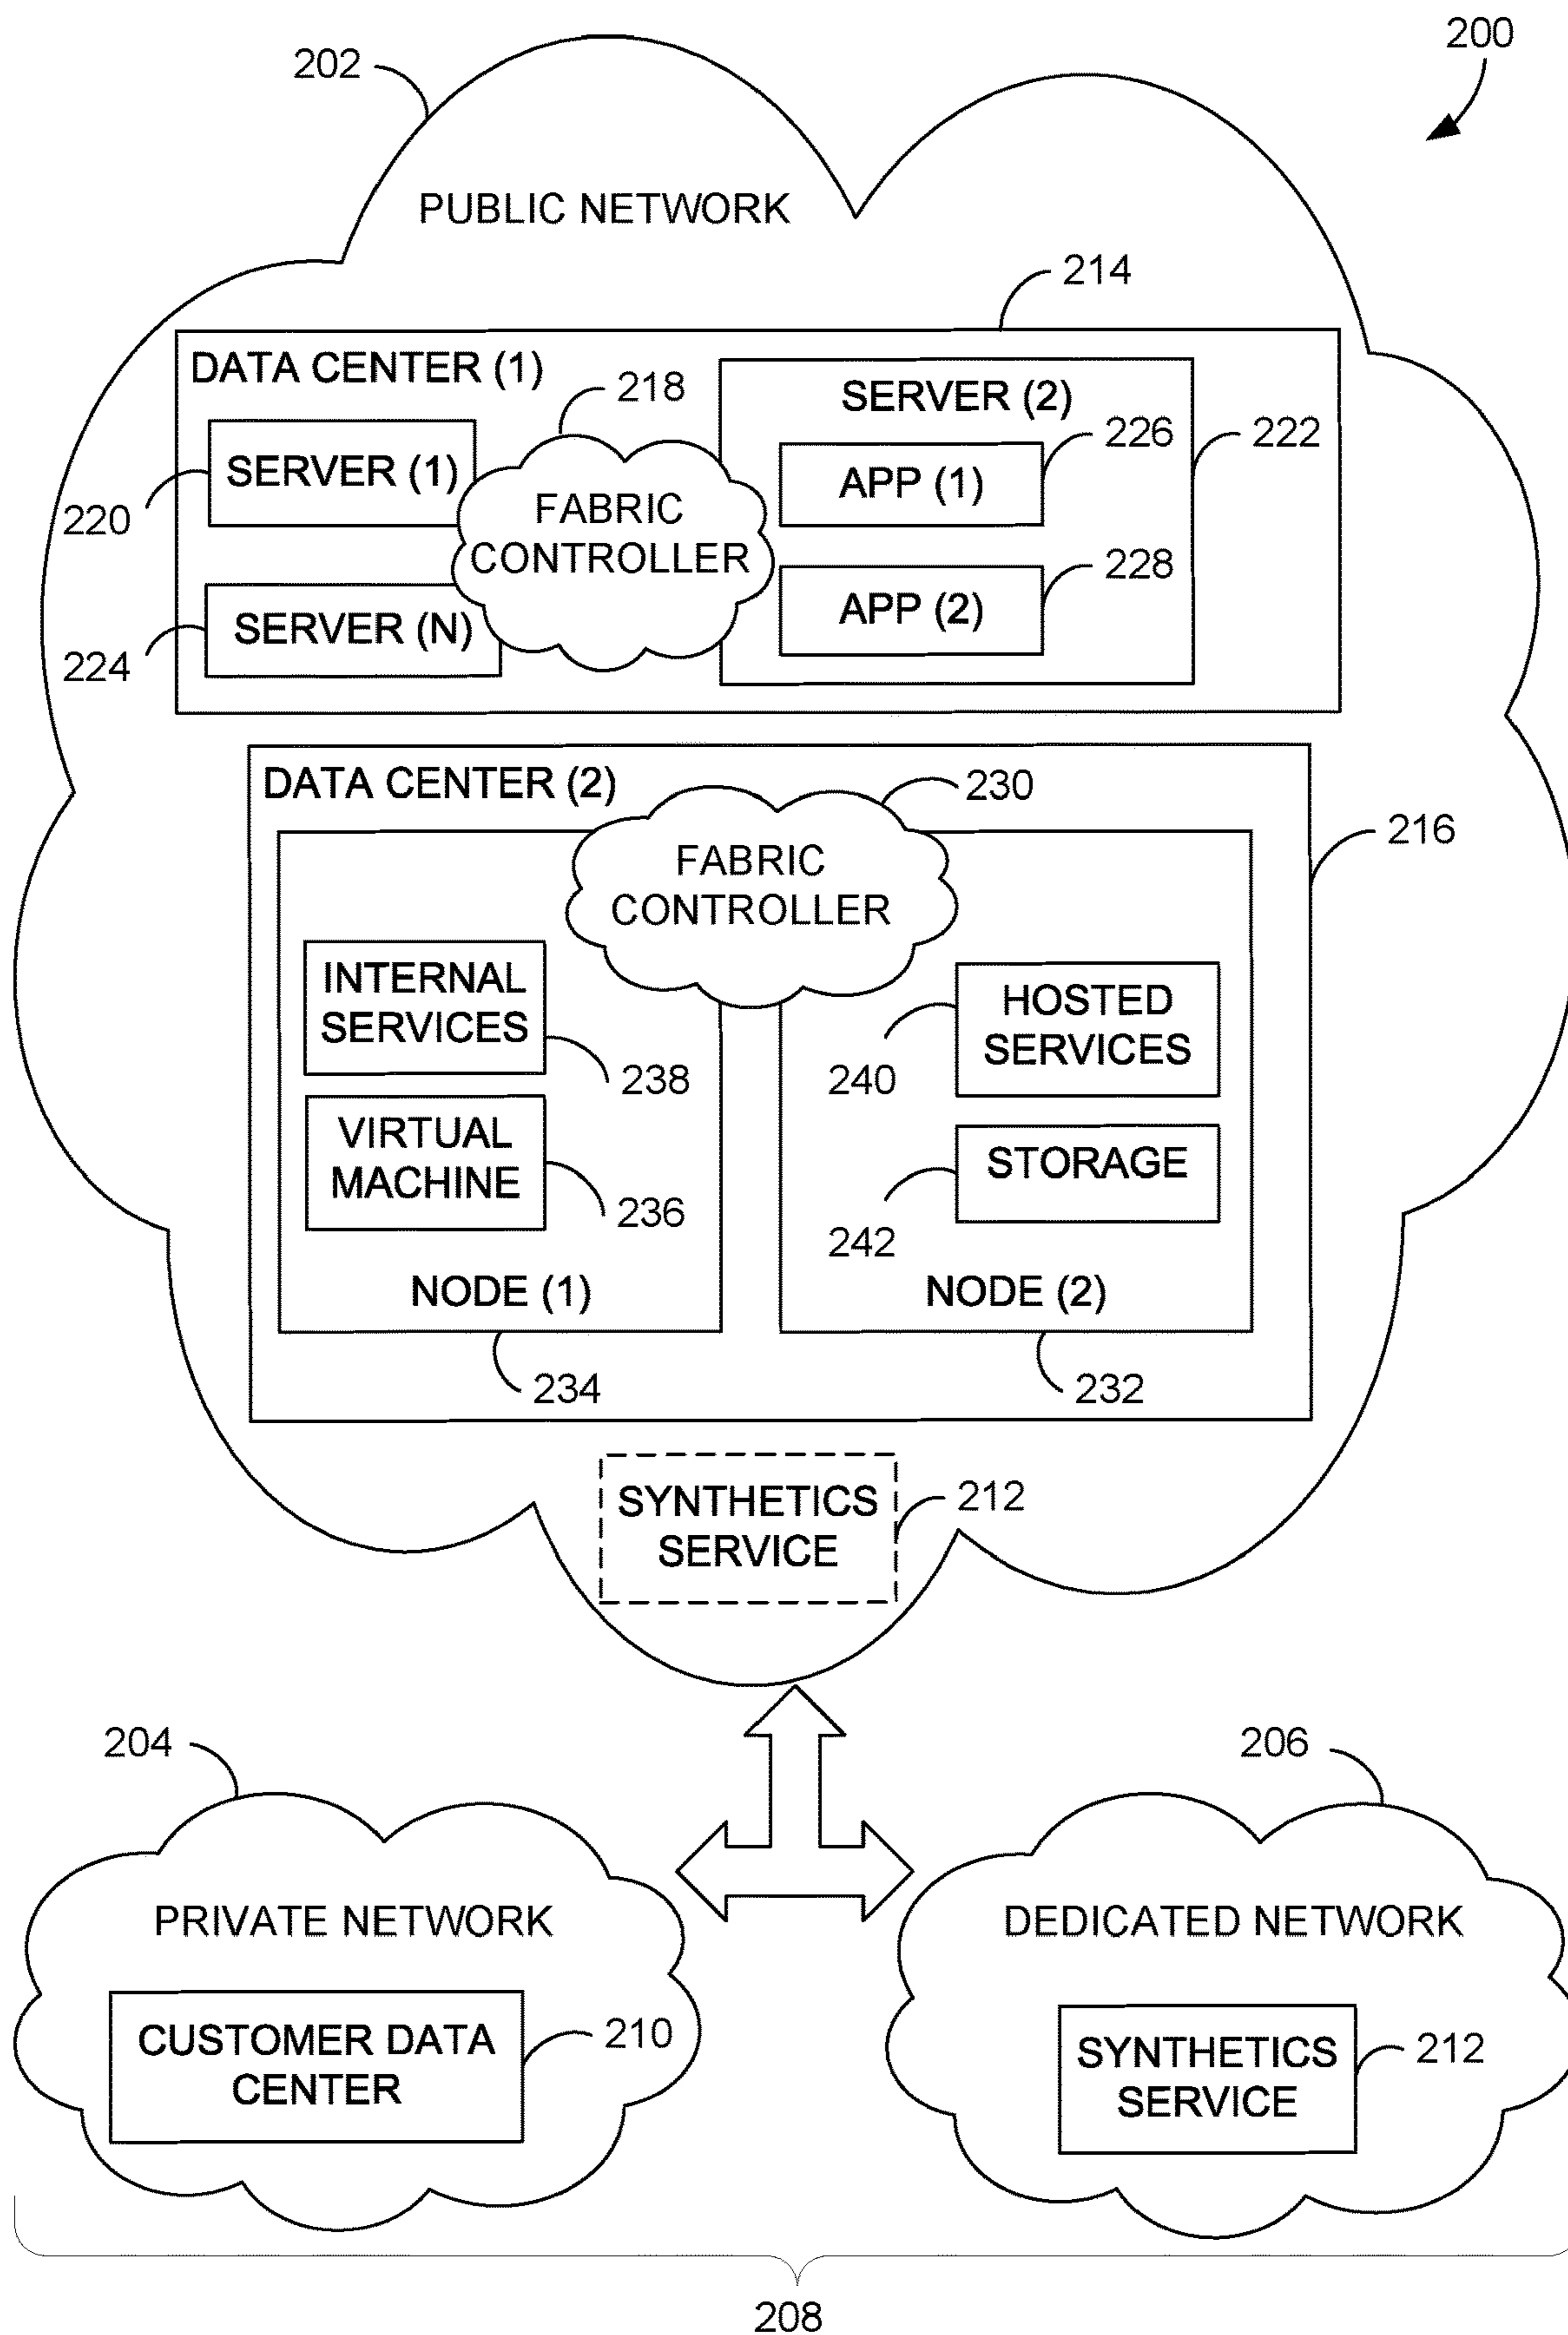 200
202
PUBLIC NETWORK
214
DATA CENTER (1)
218
SERVER (2)
226
222
SERVER (1)
APP (1)
220
FABRIC
CONTROLLER
228
SERVER (N)
APP (2)
224
DATA CENTER (2)
230
216
FABRIC
CONTROLLER
INTERNAL
SERVICES
238
HOSTED
SERVICES
240
VIRTUAL
MACHINE
236
STORAGE
242
NODE (1)
NODE (2)
234
232
SYNTHETICS
SERVICE
212
204
206
PRIVATE NETWORK
DEDICATED NETWORK
CUSTOMER DATA
CENTER
210
SYNTHETICS
SERVICE
212
208